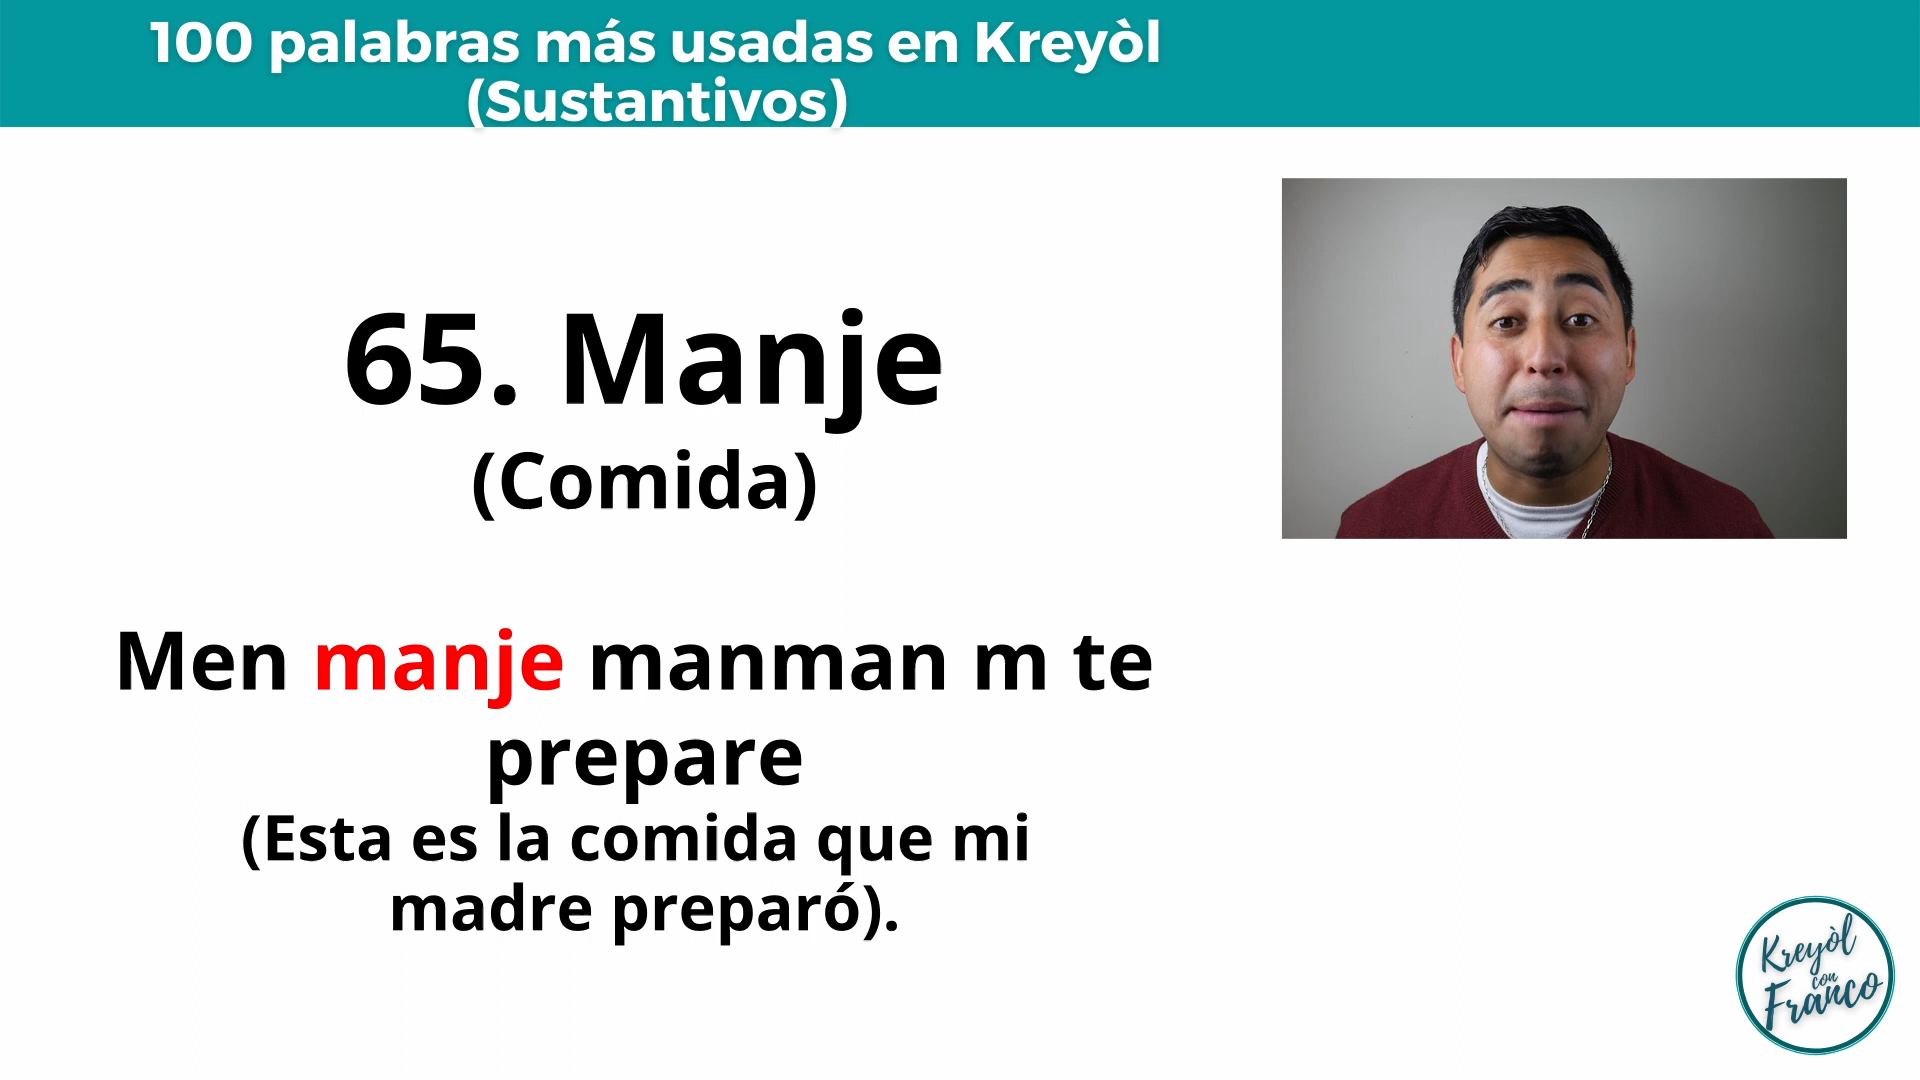 100 palabras más usadas en Kreyòl
(Sustantivos)
65. Manje
(Comida)
Men manje manman m te
prepare
(Esta es la comida que mi
madre preparó).
Kreyòl
con
Franco